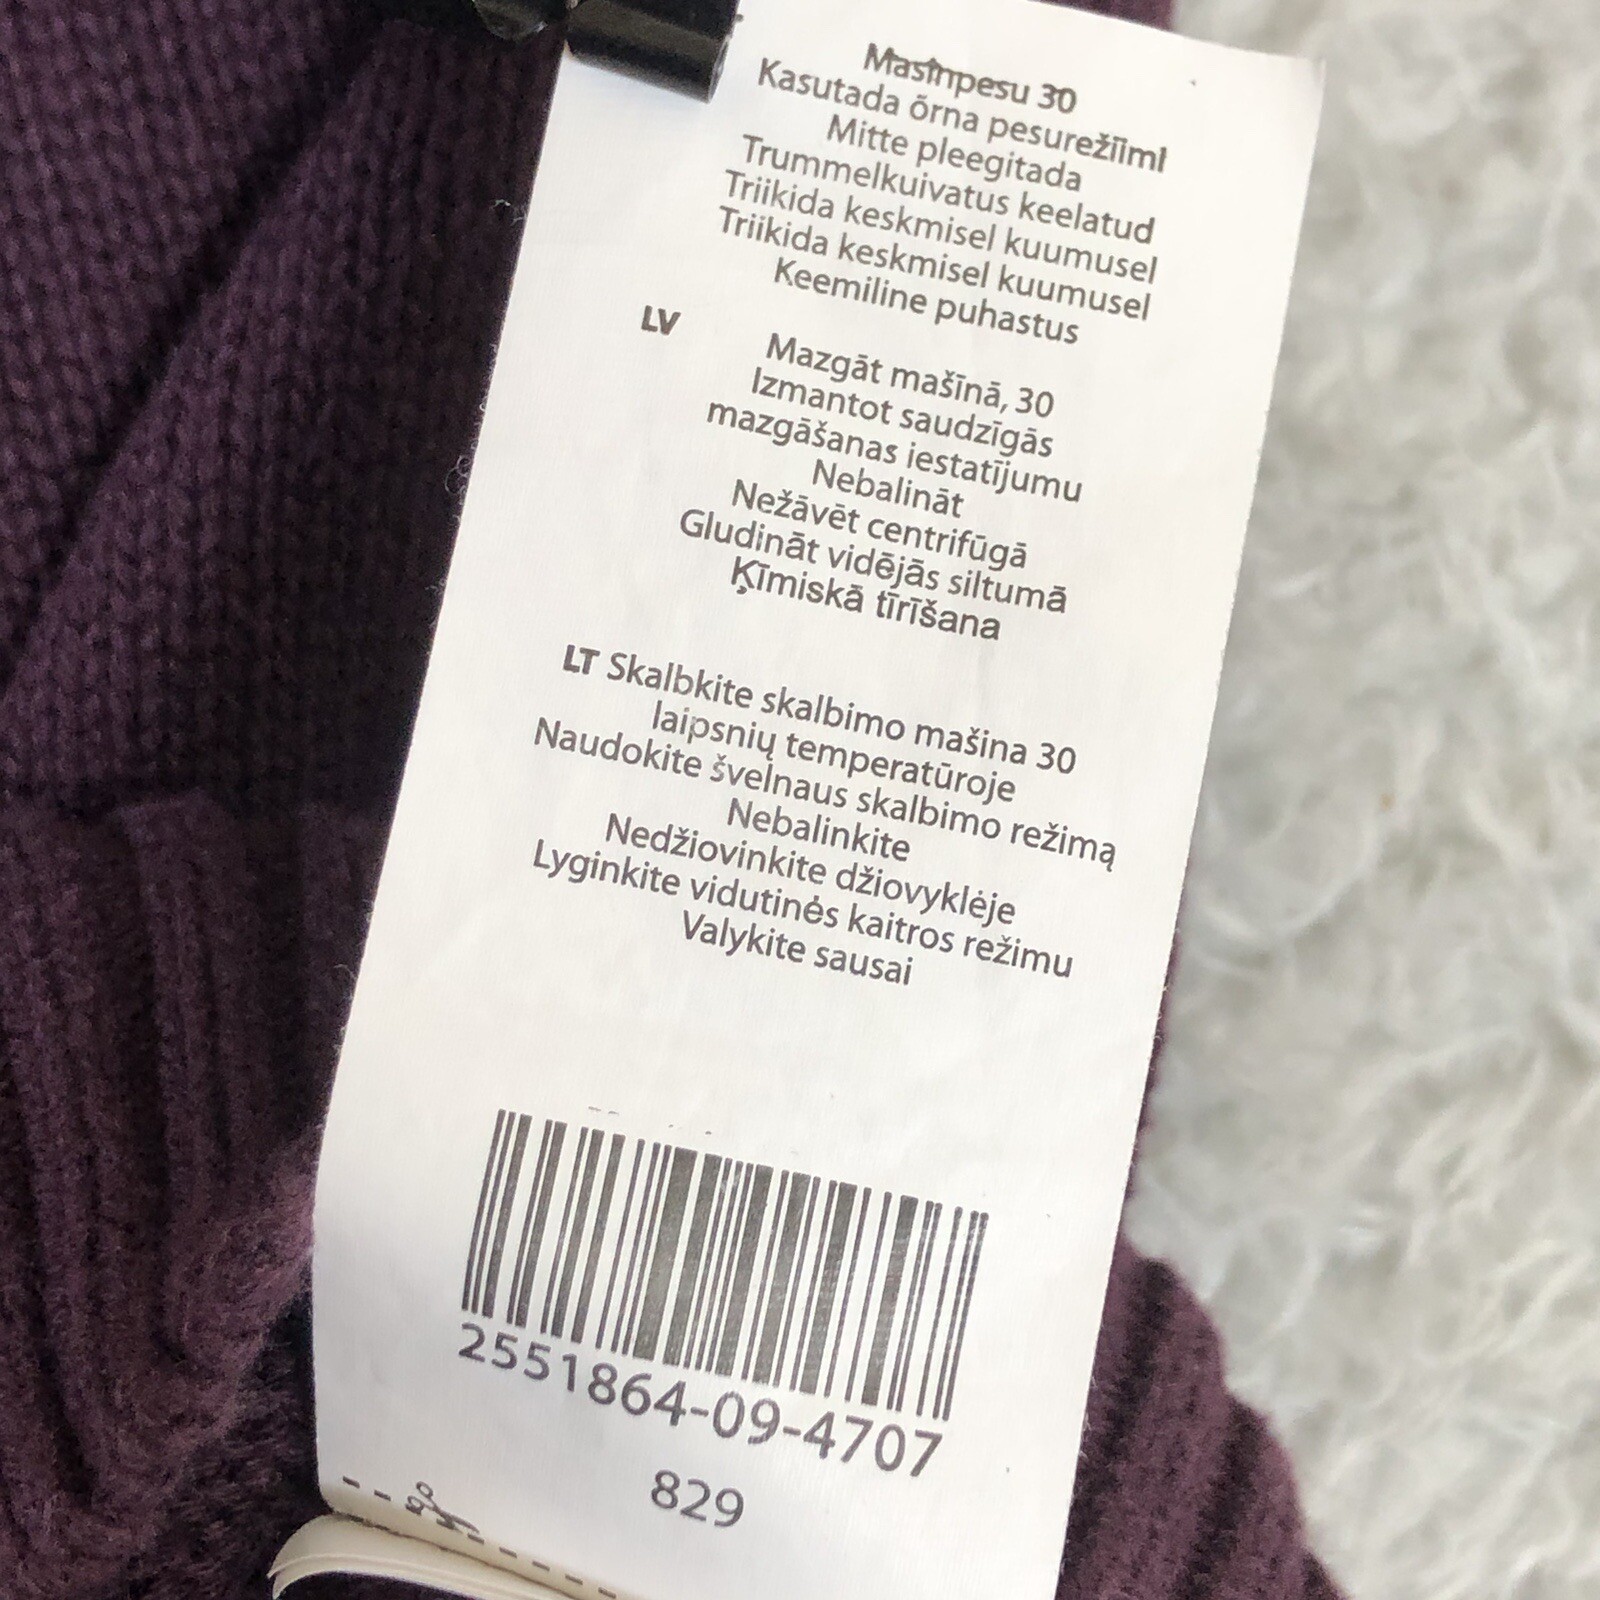 Masinpesu 30
Kasutada õrna pesurežiimi
Mitte pleegitada
Trummelkuivatus keelatud
Triikida keskmisel kuumusel
Triikida keskmisel kuumusel
Keemiline puhastus
LV Mazgāt mašīnā, 30
Izmantot saudzīgās
mazgāšanas iestatījumu
Nebalināt
Nežāvēt centrifūgā
Gludināt vidējās siltumā
Ķīmiskā tīrīšana
LT Skalbkite skalbimo mašina 30
laipsnių temperatūroje
Naudokite švelnaus skalbimo režimą
Nebalinkite
Nedžiovinkite džiovyklėje
Lyginkite vidutinės kaitros režimu
Valykite sausai
2551864-09-4707
829